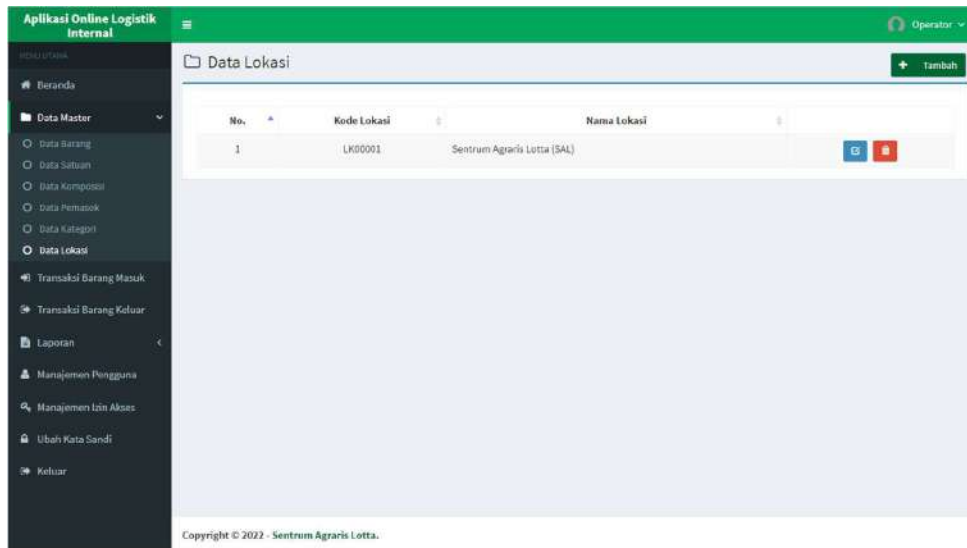 Aplikasi Online Logistik
Internal
Operator
MENU UTAMA
Data Lokasi
Tambah
Beranda
Data Master
No.
Kode Lokasi
Nama Lokasi
1
LK00001
Sentrum Agraris Lotta (SAL)
Data Barang
Data Satuan
Data Komposisi
Data Pemasok
Data Kategori
Data Lokasi
Transaksi Barang Masuk
Transaksi Barang Keluar
Laporan
Manajemen Pengguna
Manajemen Izin Akses
Ubah Kata Sandi
Keluar
Copyright © 2022 - Sentrum Agraris Lotta.